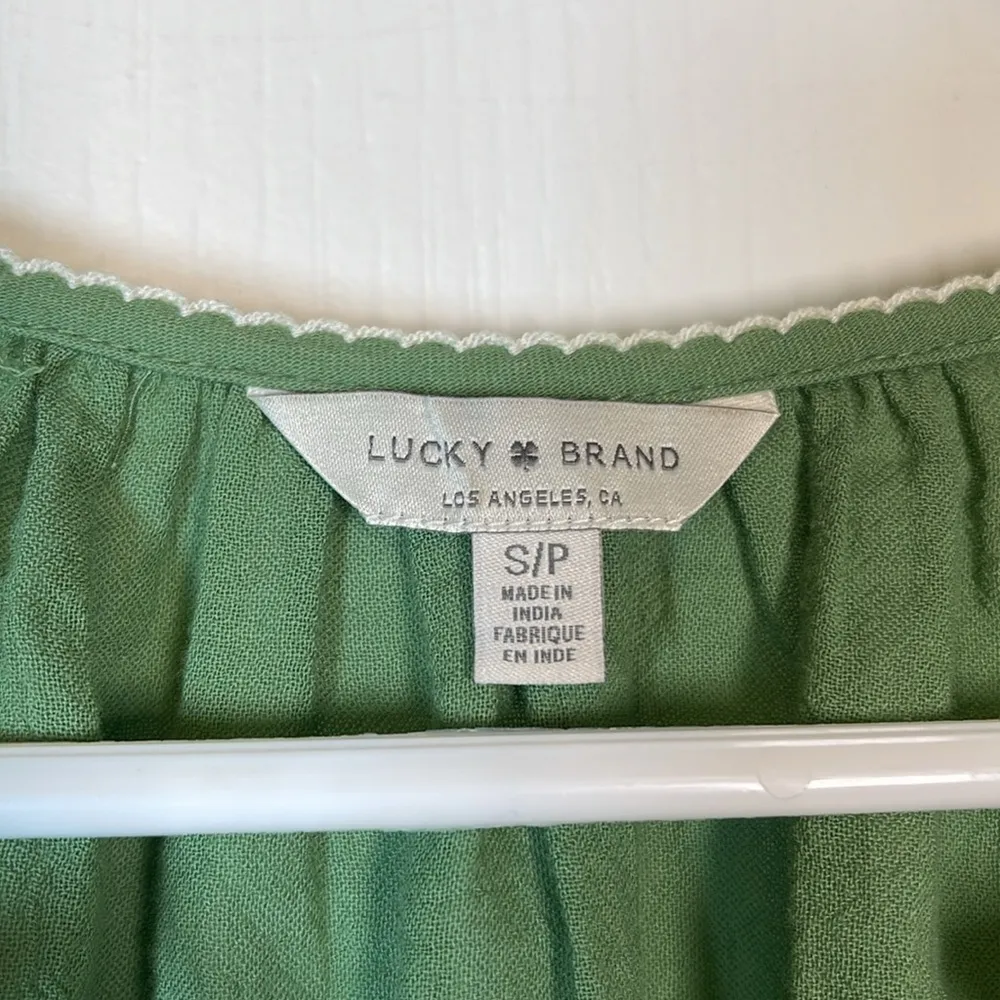 LUCKY BRAND
LOS ANGELES, CA
S/P
MADE IN
INDIA
FABRIQUE
EN INDE